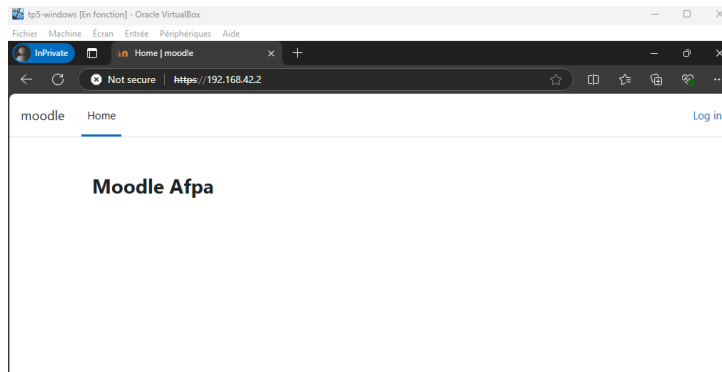 tp5-windows [En fonction] - Oracle VirtualBox
Fichier Machine Écran Entrée Périphériques Aide
InPrivate Home | moodle
Not secure https://192.168.42.2
moodle Home Log in
Moodle Afpa